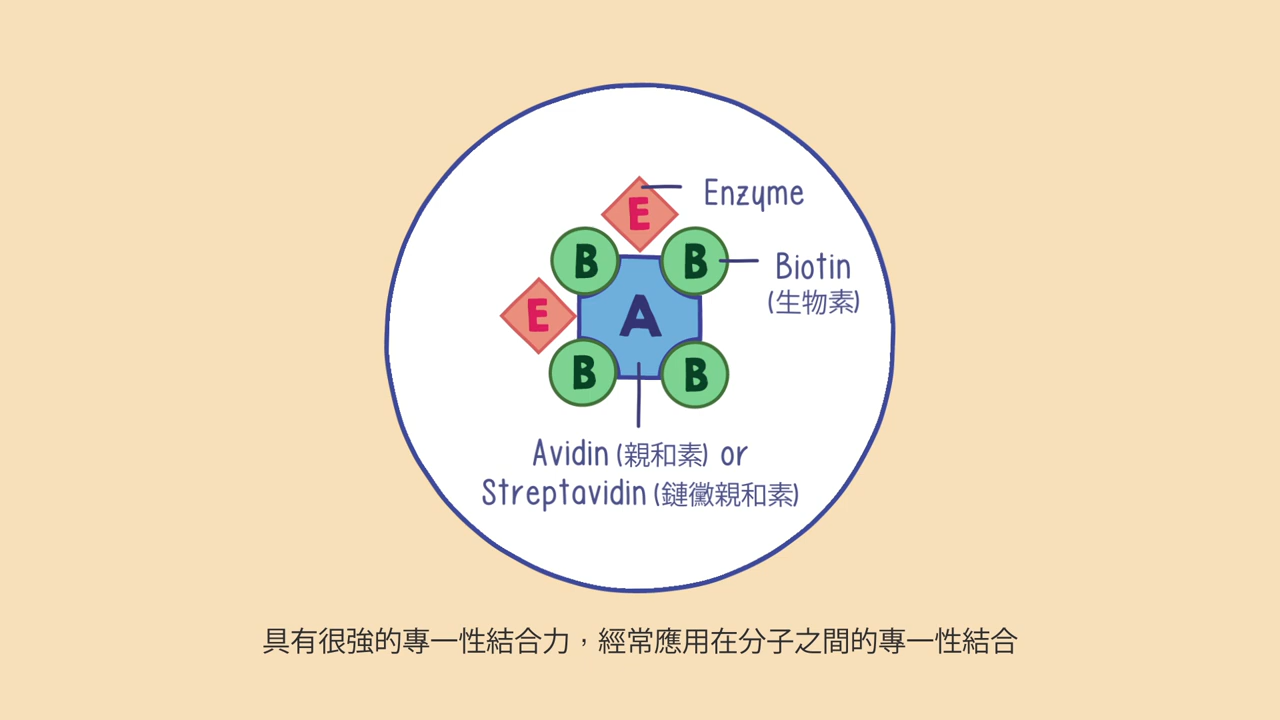 E
Enzyme
B
B
Biotin
(生物素)
E
A
B
B
Avidin (親和素) or
Streptavidin (鏈黴親和素)
具有很強的專一性結合力，經常應用在分子之間的專一性結合